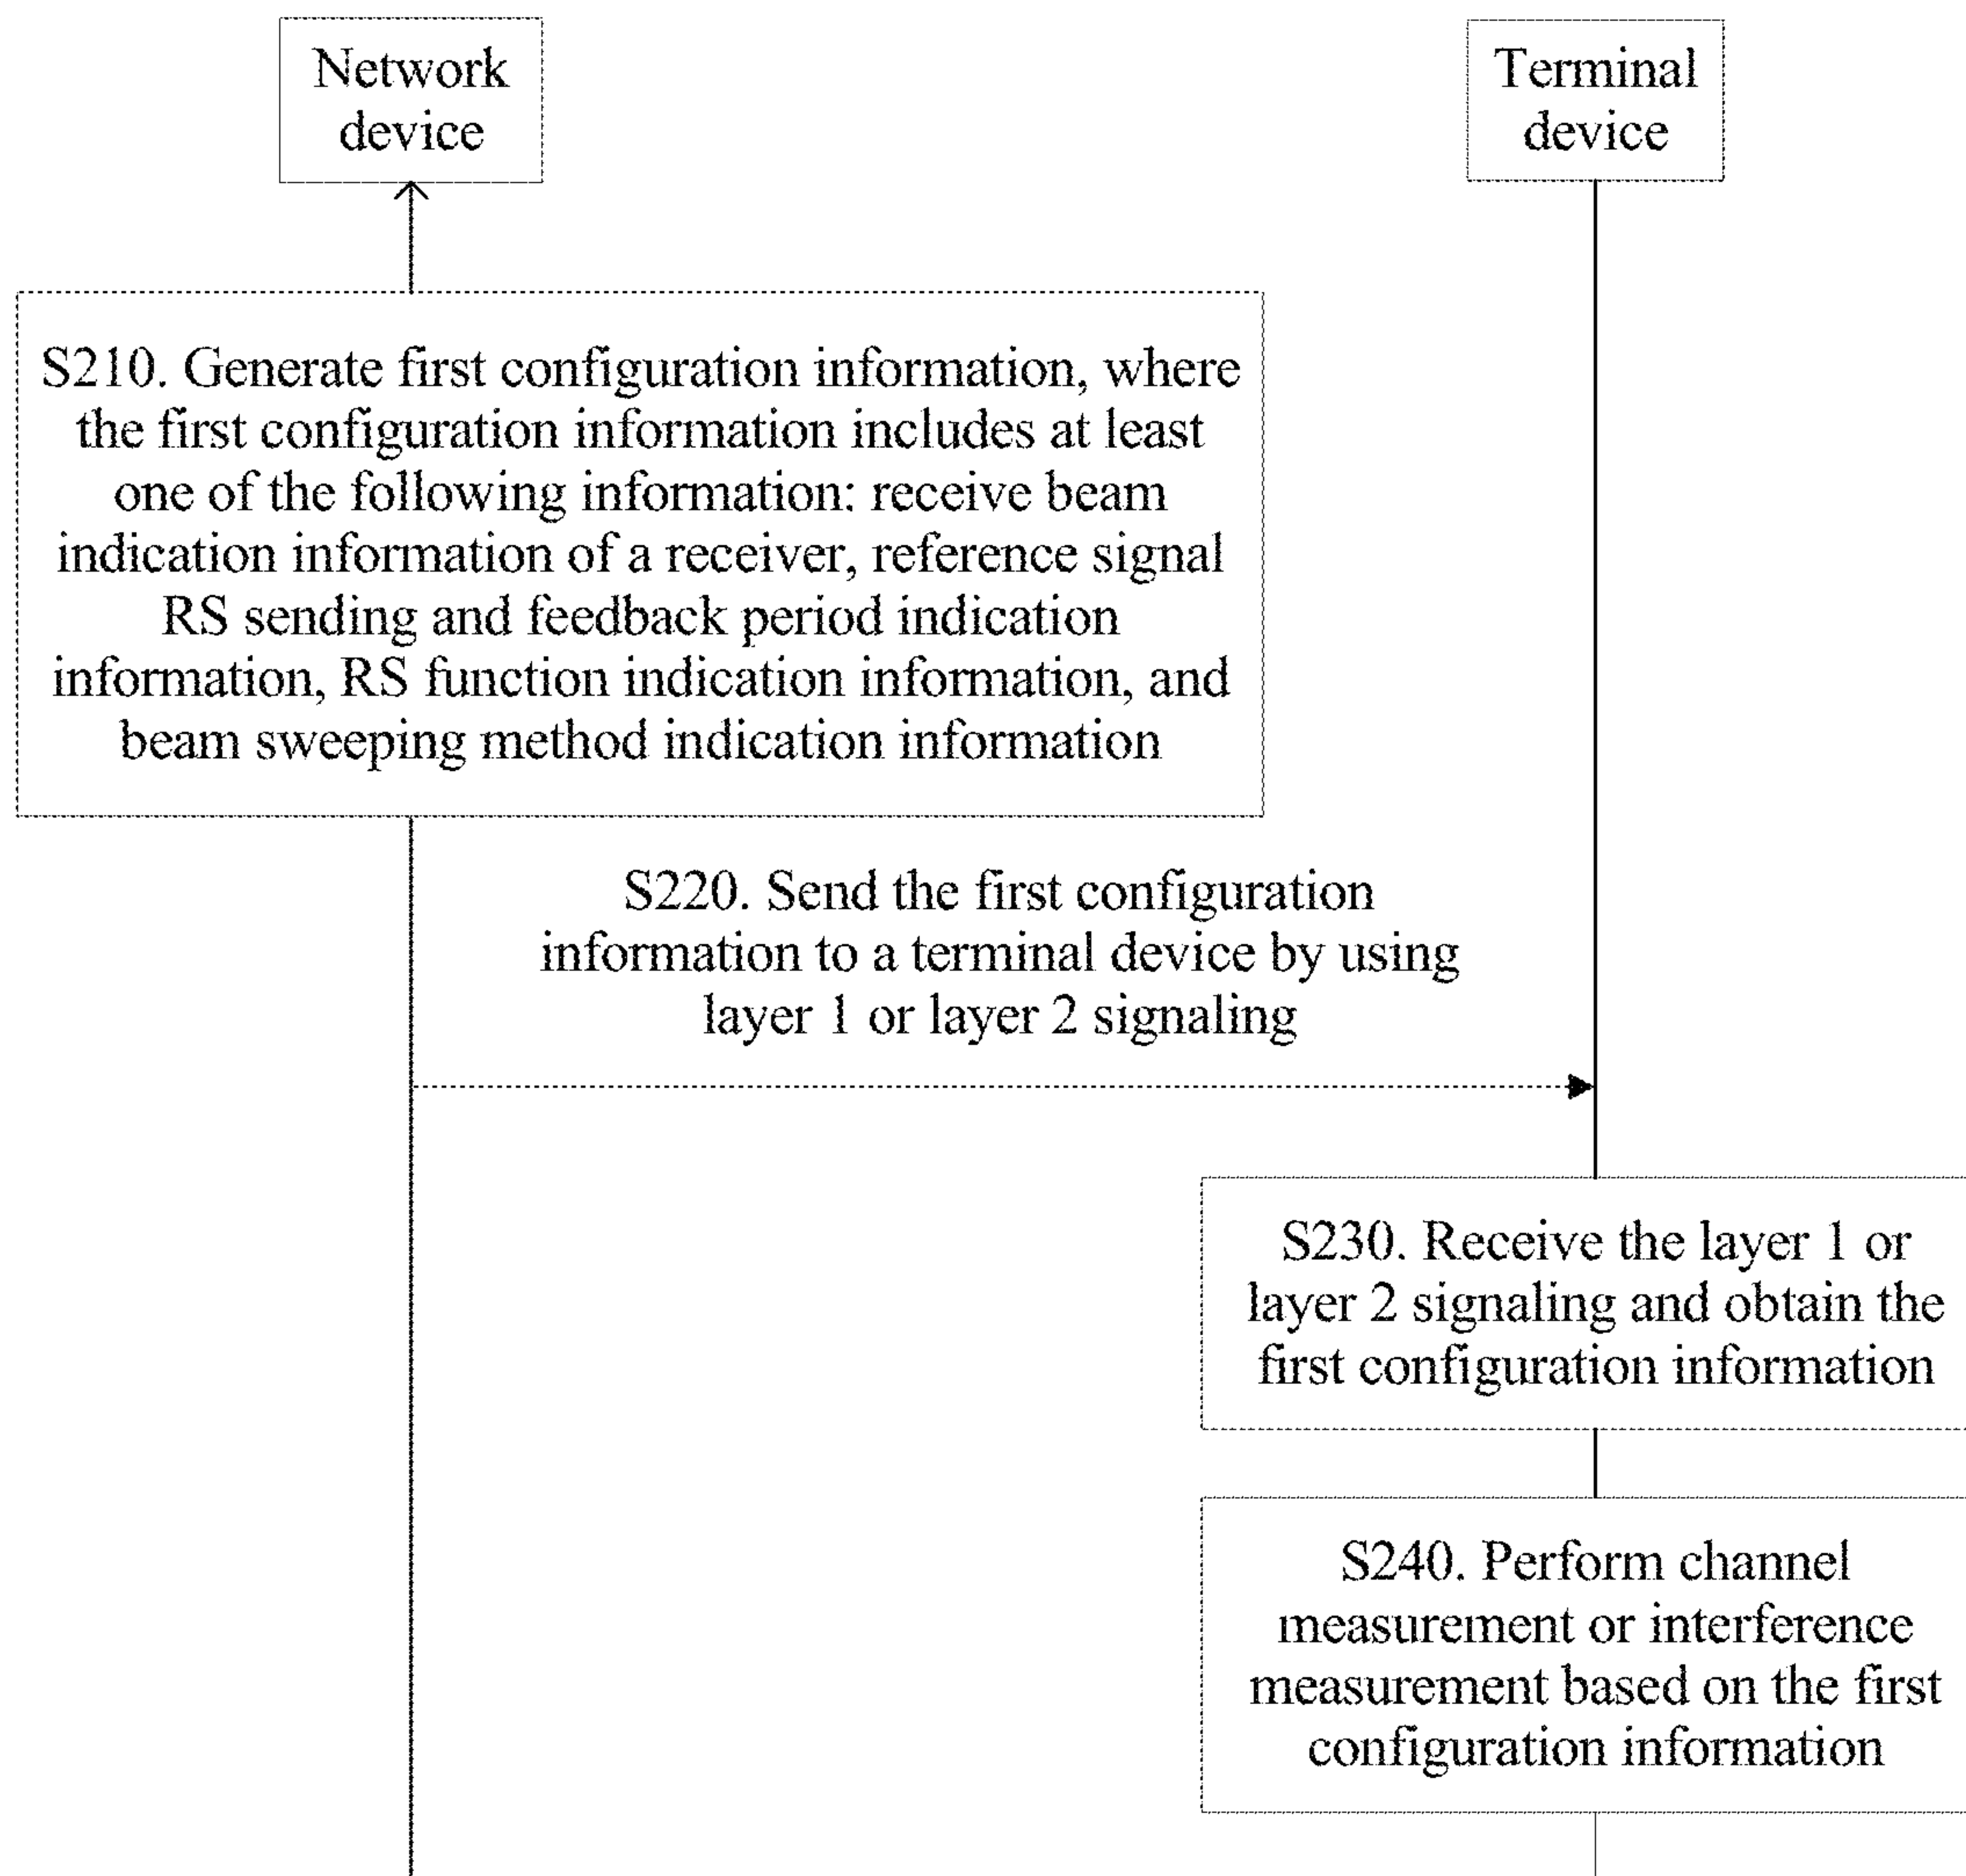 Network
device
Terminal
device
S210. Generate first configuration information, where
the first configuration information includes at least
one of the following information: receive beam
indication information of a receiver, reference signal
RS sending and feedback period indication
information, RS function indication information, and
beam sweeping method indication information
S220. Send the first configuration
information to a terminal device by using
layer 1 or layer 2 signaling
S230. Receive the layer 1 or
layer 2 signaling and obtain the
first configuration information
S240. Perform channel
measurement or interference
measurement based on the first
configuration information